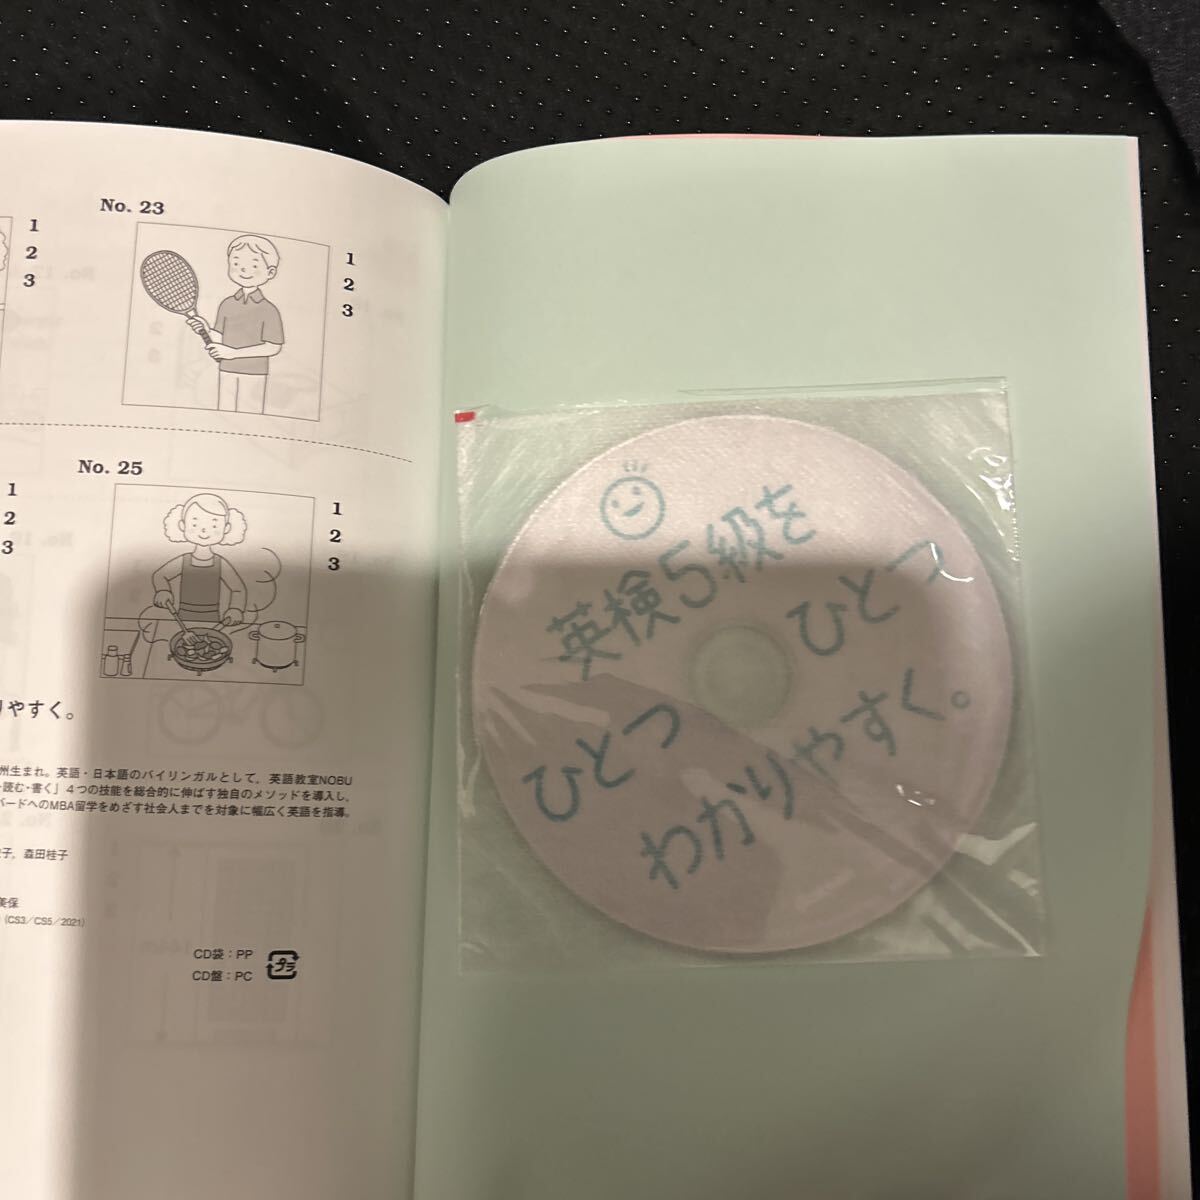 No. 23
1
2
3
1
2
3
No. 25
1
2
3
1
2
3
りやすく。
州生まれ。英語・日本語のバイリンガルとして，英語教室NOBU
読む・書く」４つの技能を総合的に伸ばす独自のメソッドを導入し，
バードへのMBA留学をめざす社会人までを対象に幅広く英語を指導。
子，森田桂子
美保
(CS3／CS5／2021)
CD袋：PP
CD盤：PC
プラ
英検5級を
ひとつ
ひとつ
わかりやすく。